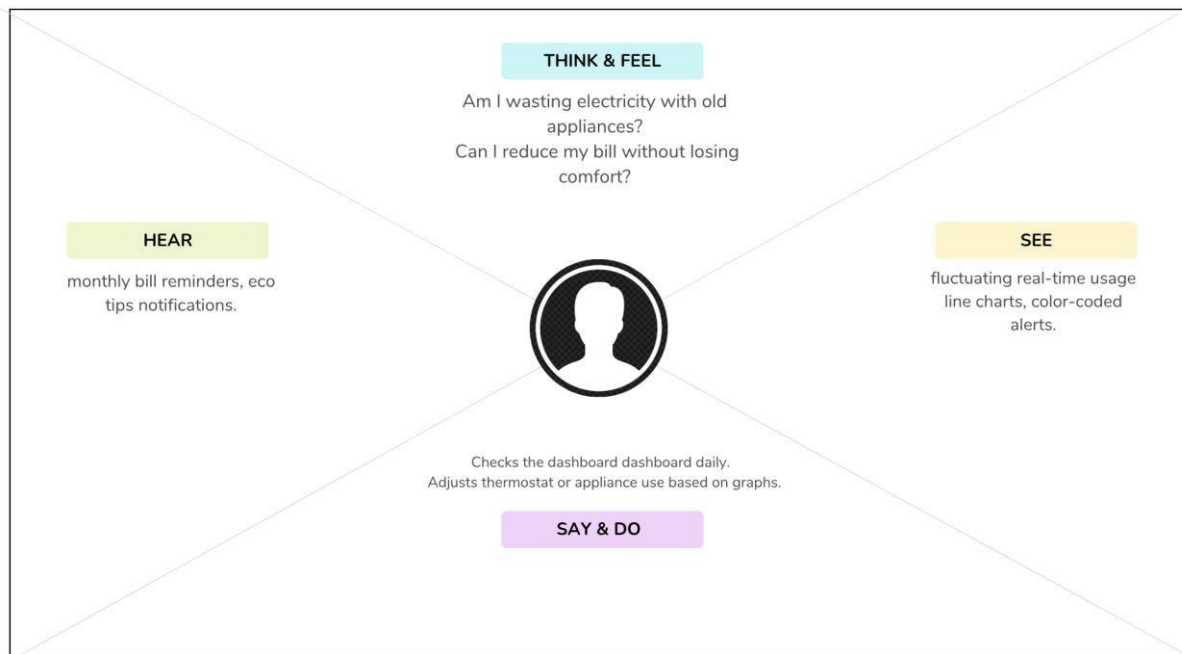 THINK & FEEL
Am I wasting electricity with old
appliances?
Can I reduce my bill without losing
comfort?
HEAR
monthly bill reminders, eco
tips notifications.
SEE
fluctuating real-time usage
line charts, color-coded
alerts.
Checks the dashboard dashboard daily.
Adjusts thermostat or appliance use based on graphs.
SAY & DO